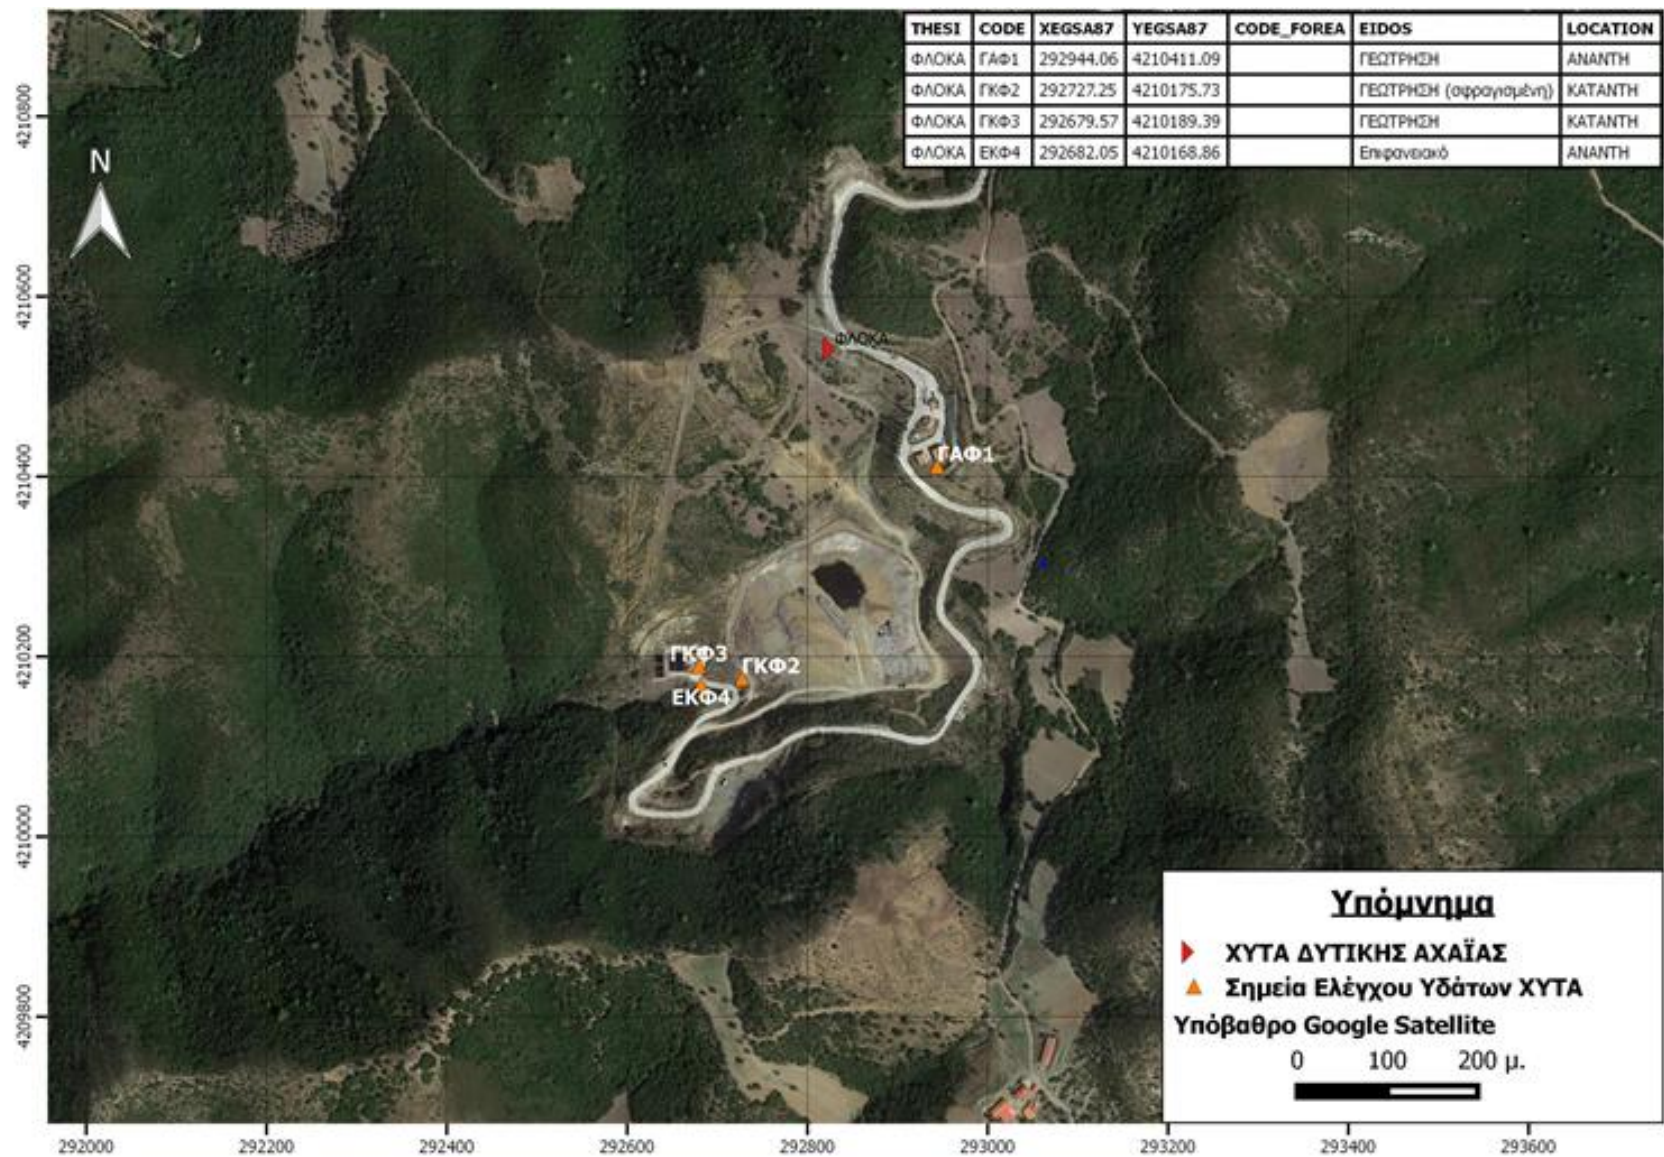 THESI CODE XEGSA87 YEGSA87 CODE_FOREA EIDOS LOCATION
ΦΛΟΚΑ ΓΑΦ1 292944.06 4210411.09 ΓΕΩΤΡΗΣΗ ΑΝΑΝΤΗ
ΦΛΟΚΑ ΓΚΦ2 292727.25 4210175.73 ΓΕΩΤΡΗΣΗ (σφραγισμένη) ΚΑΤΑΝΤΗ
ΦΛΟΚΑ ΓΚΦ3 292679.57 4210189.39 ΓΕΩΤΡΗΣΗ ΚΑΤΑΝΤΗ
ΦΛΟΚΑ ΕΚΦ4 292682.05 4210168.86 Επιφανειακό ΑΝΑΝΤΗ
N
4210800
4210600
4210400
4210200
4210000
4209800
ΦΛΟΚΑ
ΓΑΦ1
ΓΚΦ3
ΓΚΦ2
ΕΚΦ4
Υπόμνημα
ΧΥΤΑ ΔΥΤΙΚΗΣ ΑΧΑΪΑΣ
Σημεία Ελέγχου Υδάτων ΧΥΤΑ
Υπόβαθρο Google Satellite
0 100 200 μ.
292000 292200 292400 292600 292800 293000 293200 293400 293600